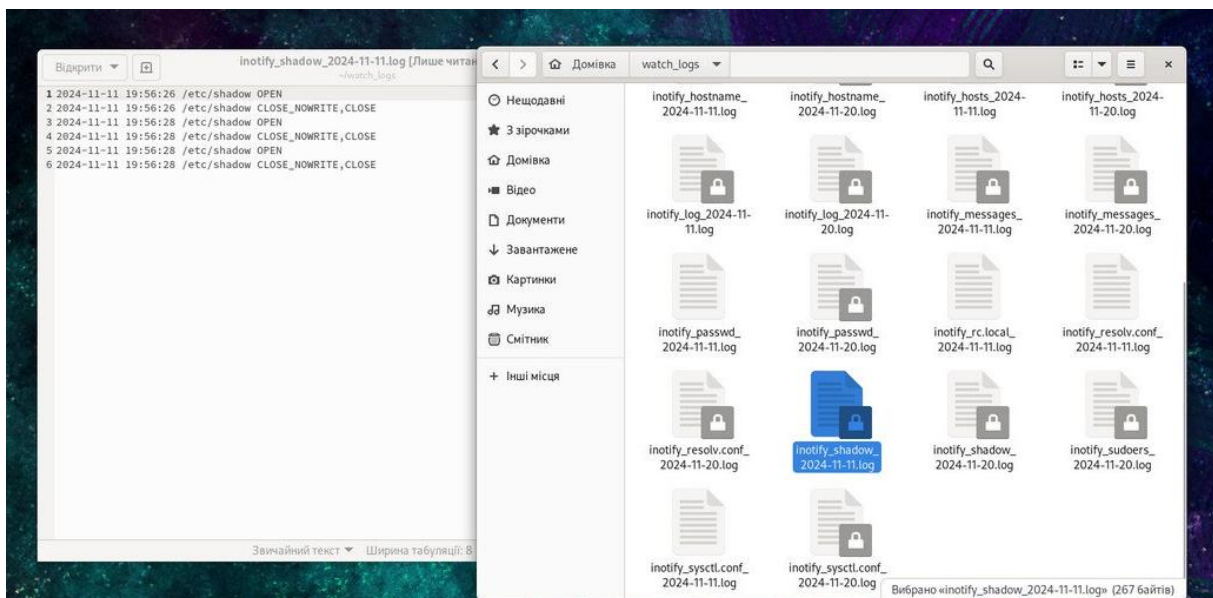 Відкрити
inotify_shadow_2024-11-11.log [Лише читан
~/watch_logs
1 2024-11-11 19:56:26 /etc/shadow OPEN
2 2024-11-11 19:56:26 /etc/shadow CLOSE_NOWRITE,CLOSE
3 2024-11-11 19:56:28 /etc/shadow OPEN
4 2024-11-11 19:56:28 /etc/shadow CLOSE_NOWRITE,CLOSE
5 2024-11-11 19:56:28 /etc/shadow OPEN
6 2024-11-11 19:56:28 /etc/shadow CLOSE_NOWRITE,CLOSE
Звичайний текст Ширина табуляції: 8
Домівка watch_logs
Нещодавні
З зірочками
Домівка
Відео
Документи
Завантажене
Картинки
Музика
Смітник
+ Інші місця
inotify_hostname_
2024-11-11.log
inotify_hostname_
2024-11-20.log
inotify_hosts_2024-
11-11.log
inotify_hosts_2024-
11-20.log
inotify_log_2024-11-
11.log
inotify_log_2024-11-
20.log
inotify_messages_
2024-11-11.log
inotify_messages_
2024-11-20.log
inotify_passwd_
2024-11-11.log
inotify_passwd_
2024-11-20.log
inotify_rc.local_
2024-11-11.log
inotify_resolv.conf_
2024-11-11.log
inotify_resolv.conf_
2024-11-20.log
inotify_shadow_
2024-11-11.log
inotify_shadow_
2024-11-20.log
inotify_sudoers_
2024-11-20.log
inotify_sysctl.conf_
2024-11-11.log
inotify_sysctl.conf_
2024-11-20.log
Вибрано «inotify_shadow_2024-11-11.log» (267 байтів)